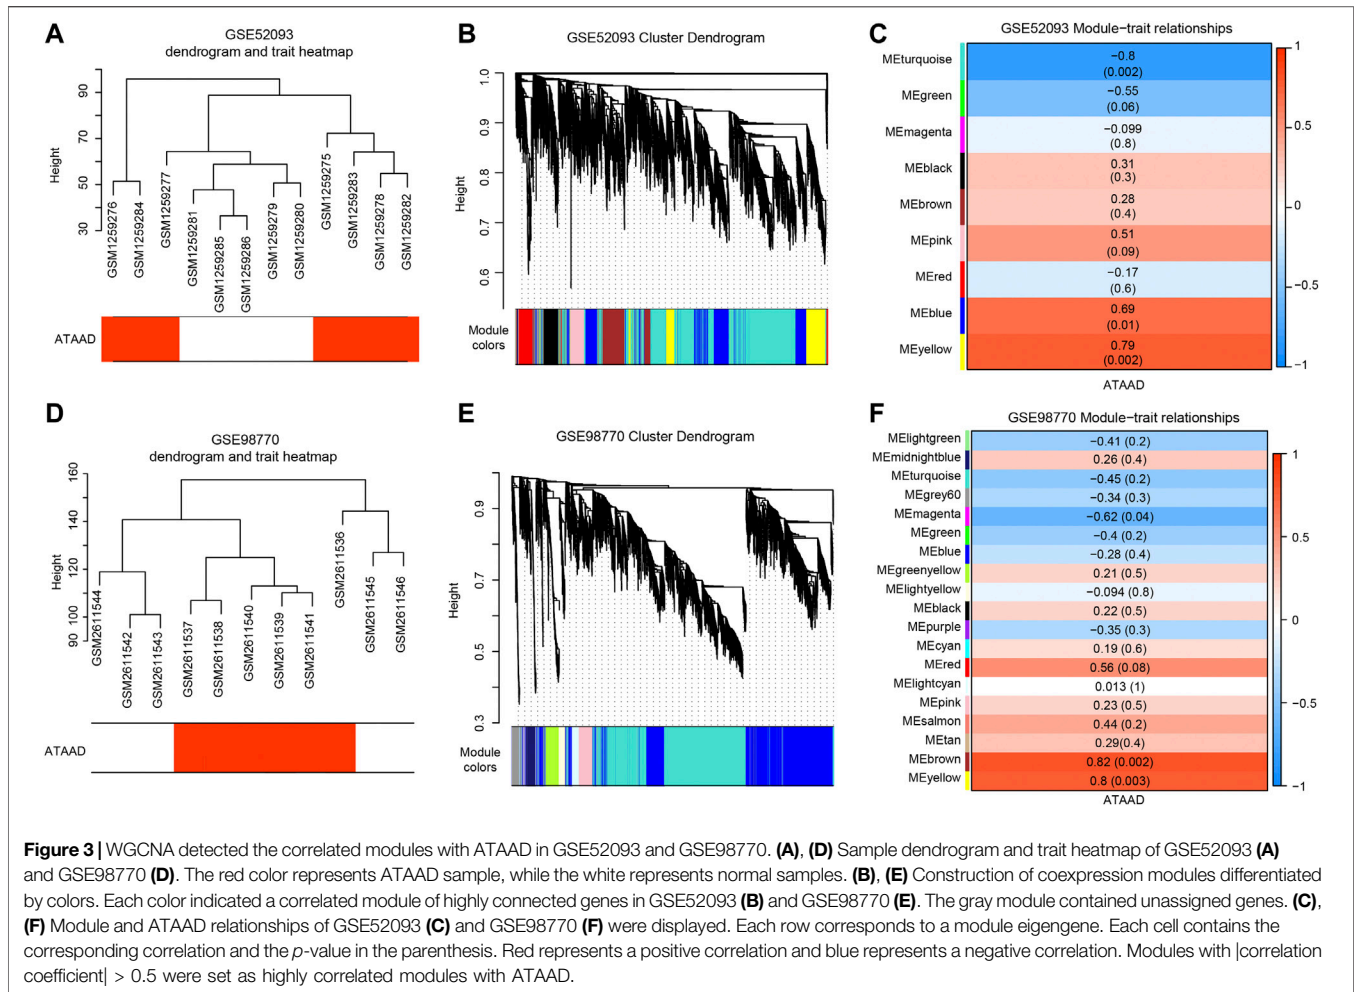 A
GSE52093
dendrogram and trait heatmap
Height
90
70
50
30
GSM1259276
GSM1259284
GSM1259277
GSM1259281
GSM1259285
GSM1259286
GSM1259279
GSM1259280
GSM1259275
GSM1259283
GSM1259278
GSM1259282
ATAAD
B
GSE52093 Cluster Dendrogram
Height
1.0
0.9
0.8
0.7
0.6
Module
colors
C
GSE52093 Module−trait relationships
MEturquoise
−0.8
(0.002)
MEgreen
−0.55
(0.06)
MEmagenta
−0.099
(0.8)
MEblack
0.31
(0.3)
MEbrown
0.28
(0.4)
MEpink
0.51
(0.09)
MEred
−0.17
(0.6)
MEblue
0.69
(0.01)
MEyellow
0.79
(0.002)
ATAAD
1
0.5
0
−0.5
−1
D
GSE98770
dendrogram and trait heatmap
Height
160
140
120
100
90
GSM2611544
GSM2611542
GSM2611543
GSM2611537
GSM2611538
GSM2611540
GSM2611539
GSM2611541
GSM2611536
GSM2611545
GSM2611546
ATAAD
E
GSE98770 Cluster Dendrogram
Height
0.9
0.7
0.5
0.3
Module
colors
F
GSE98770 Module−trait relationships
MElightgreen −0.41 (0.2)
MEmidnightblue 0.26 (0.4)
MEturquoise −0.45 (0.2)
MEgrey60 −0.34 (0.3)
MEmagenta −0.62 (0.04)
MEgreen −0.4 (0.2)
MEblue −0.28 (0.4)
MEgreenyellow 0.21 (0.5)
MElightyellow −0.094 (0.8)
MEblack 0.22 (0.5)
MEpurple −0.35 (0.3)
MEcyan 0.19 (0.6)
MEred 0.56 (0.08)
MElightcyan 0.013 (1)
MEpink 0.23 (0.5)
MEsalmon 0.44 (0.2)
MEtan 0.29(0.4)
MEbrown 0.82 (0.002)
MEyellow 0.8 (0.003)
ATAAD
1
0.5
0
−0.5
−1
Figure 3 | WGCNA detected the correlated modules with ATAAD in GSE52093 and GSE98770. (A), (D) Sample dendrogram and trait heatmap of GSE52093 (A)
and GSE98770 (D). The red color represents ATAAD sample, while the white represents normal samples. (B), (E) Construction of coexpression modules differentiated
by colors. Each color indicated a correlated module of highly connected genes in GSE52093 (B) and GSE98770 (E). The gray module contained unassigned genes. (C),
(F) Module and ATAAD relationships of GSE52093 (C) and GSE98770 (F) were displayed. Each row corresponds to a module eigengene. Each cell contains the
corresponding correlation and the p-value in the parenthesis. Red represents a positive correlation and blue represents a negative correlation. Modules with |correlation
coefficient| > 0.5 were set as highly correlated modules with ATAAD.